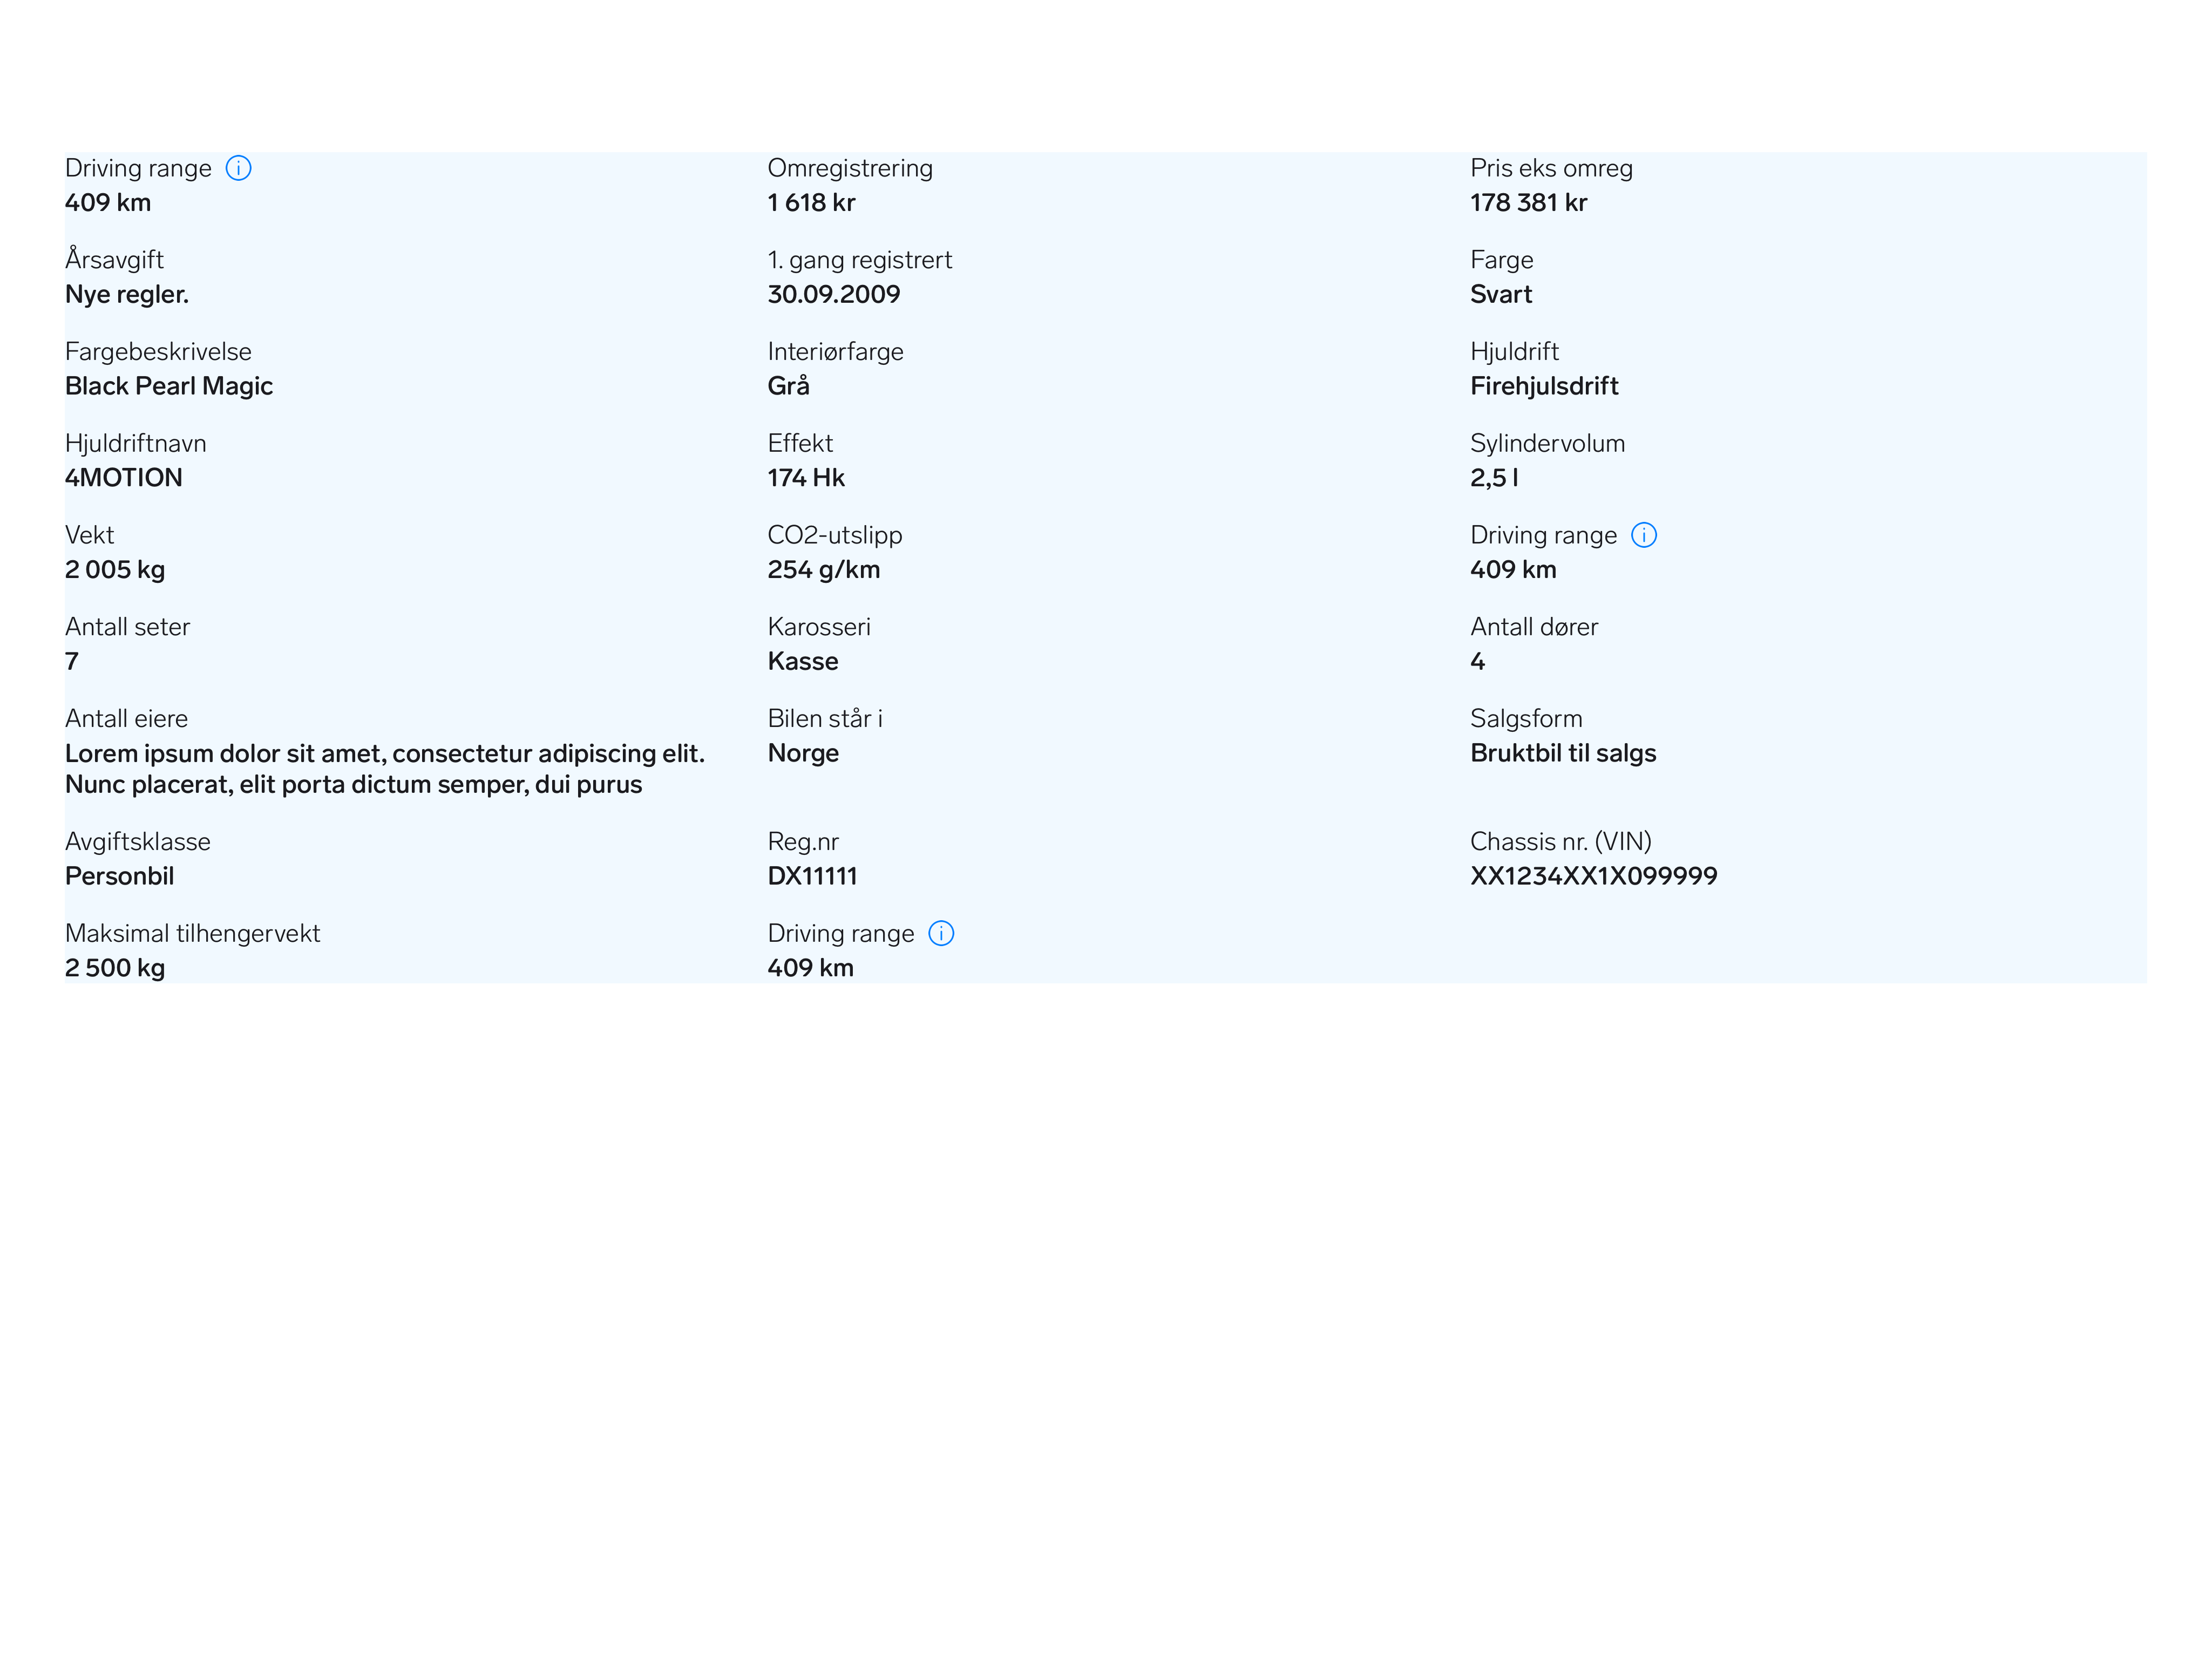 Driving range
409 km
Omregistrering
1 618 kr
Pris eks omreg
178 381 kr
Årsavgift
Nye regler.
1. gang registrert
30.09.2009
Farge
Svart
Fargebeskrivelse
Black Pearl Magic
Interiørfarge
Grå
Hjuldrift
Firehjulsdrift
Hjuldriftnavn
4MOTION
Effekt
174 Hk
Sylindervolum
2,5 l
Vekt
2 005 kg
CO2-utslipp
254 g/km
Driving range
409 km
Antall seter
7
Karosseri
Kasse
Antall dører
4
Antall eiere
Lorem ipsum dolor sit amet, consectetur adipiscing elit.
Nunc placerat, elit porta dictum semper, dui purus
Bilen står i
Norge
Salgsform
Bruktbil til salgs
Avgiftsklasse
Personbil
Reg.nr
DX11111
Chassis nr. (VIN)
XX1234XX1X099999
Maksimal tilhengervekt
2 500 kg
Driving range
409 km